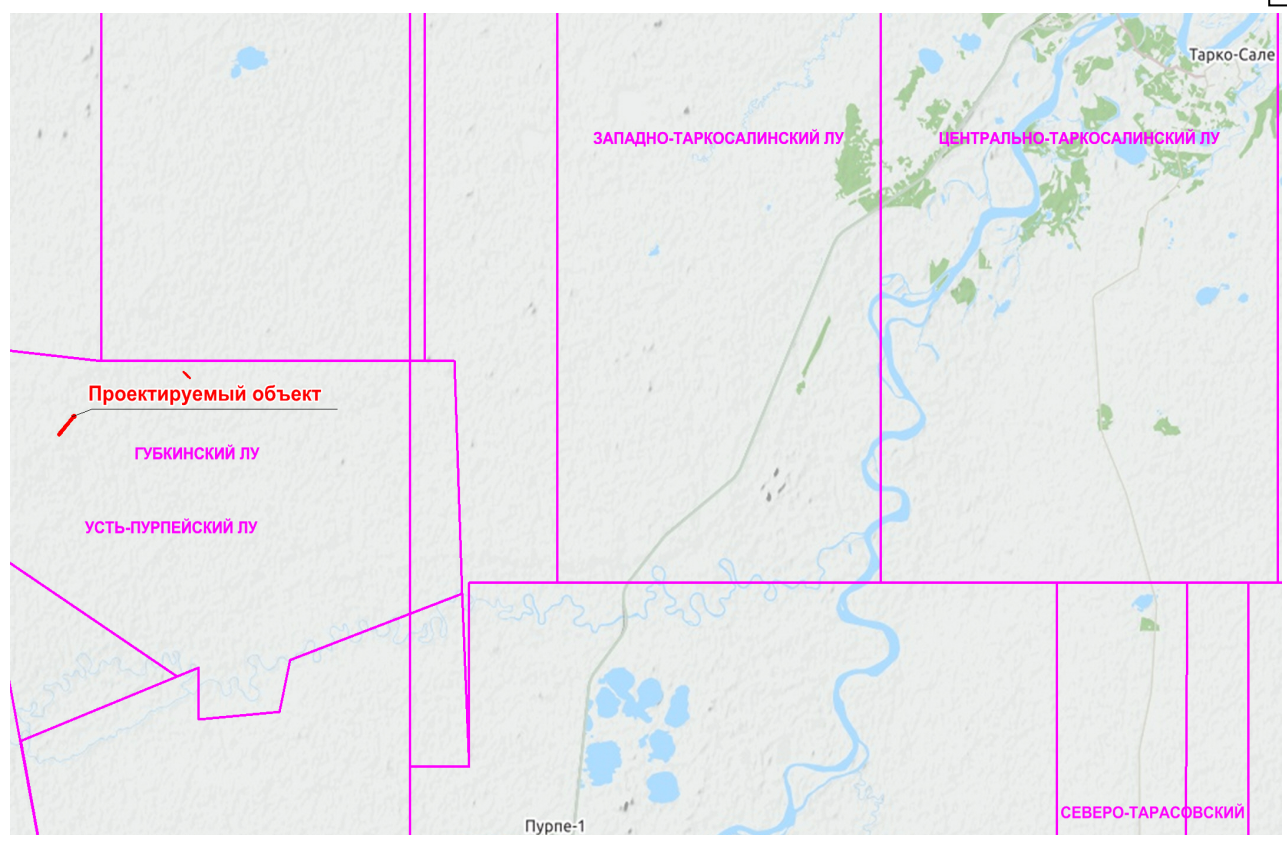 Тарко-Сале
ЗАПАДНО-ТАРКОСАЛИНСКИЙ ЛУ
ЦЕНТРАЛЬНО-ТАРКОСАЛИНСКИЙ ЛУ
Проектируемый объект
ГУБКИНСКИЙ ЛУ
УСТЬ-ПУРПЕЙСКИЙ ЛУ
СЕВЕРО-ТАРАСОВСКИЙ
Пурпе-1